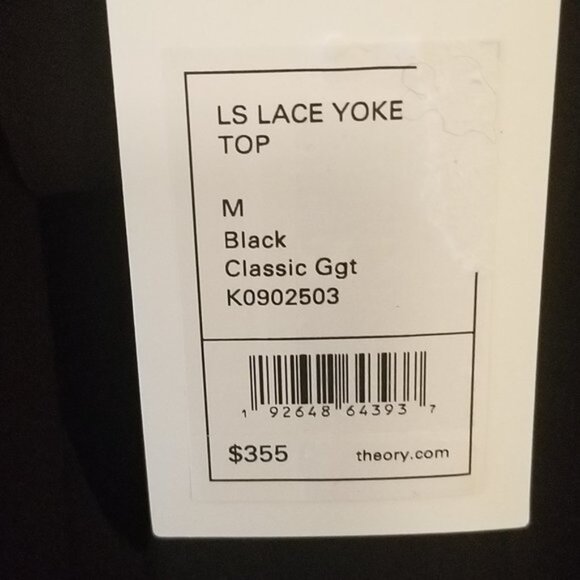 LS LACE YOKE
TOP
M
Black
Classic Ggt
K0902503
1 92648 64393 7
$355 theory.com